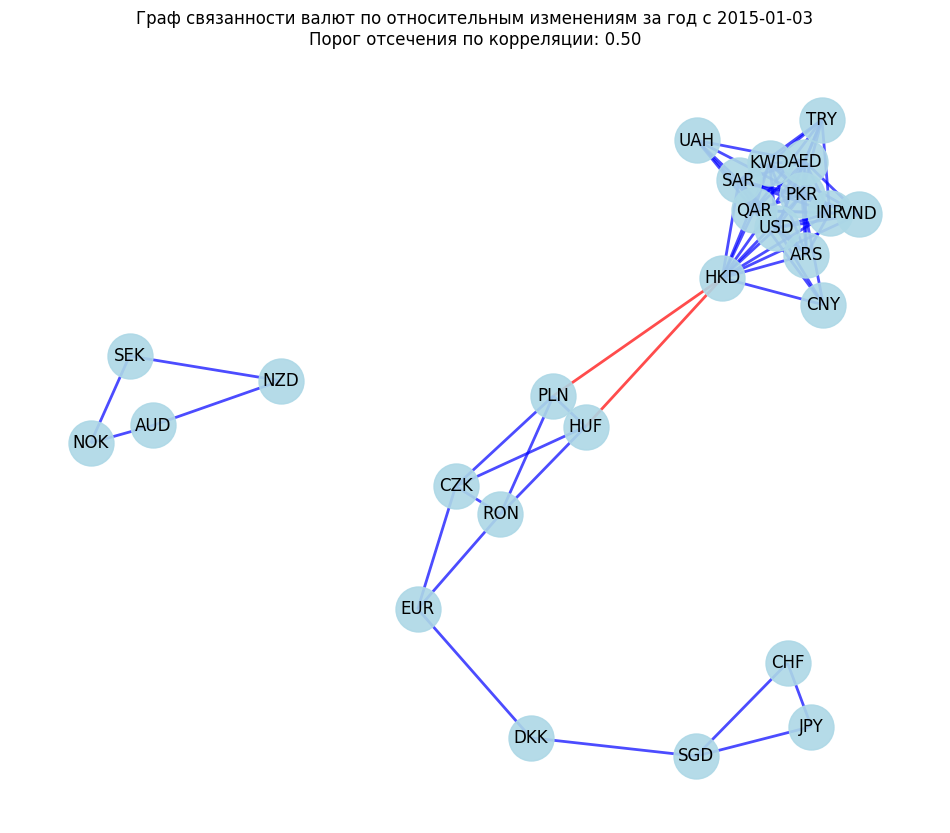 Граф связанности валют по относительным изменениям за год с 2015-01-03
Порог отсечения по корреляции: 0.50
TRY
UAH
KWD
AED
SAR
PKR
QAR
INR
VND
USD
ARS
HKD
CNY
SEK
NZD
PLN
AUD
HUF
NOK
CZK
RON
EUR
CHF
JPY
DKK
SGD